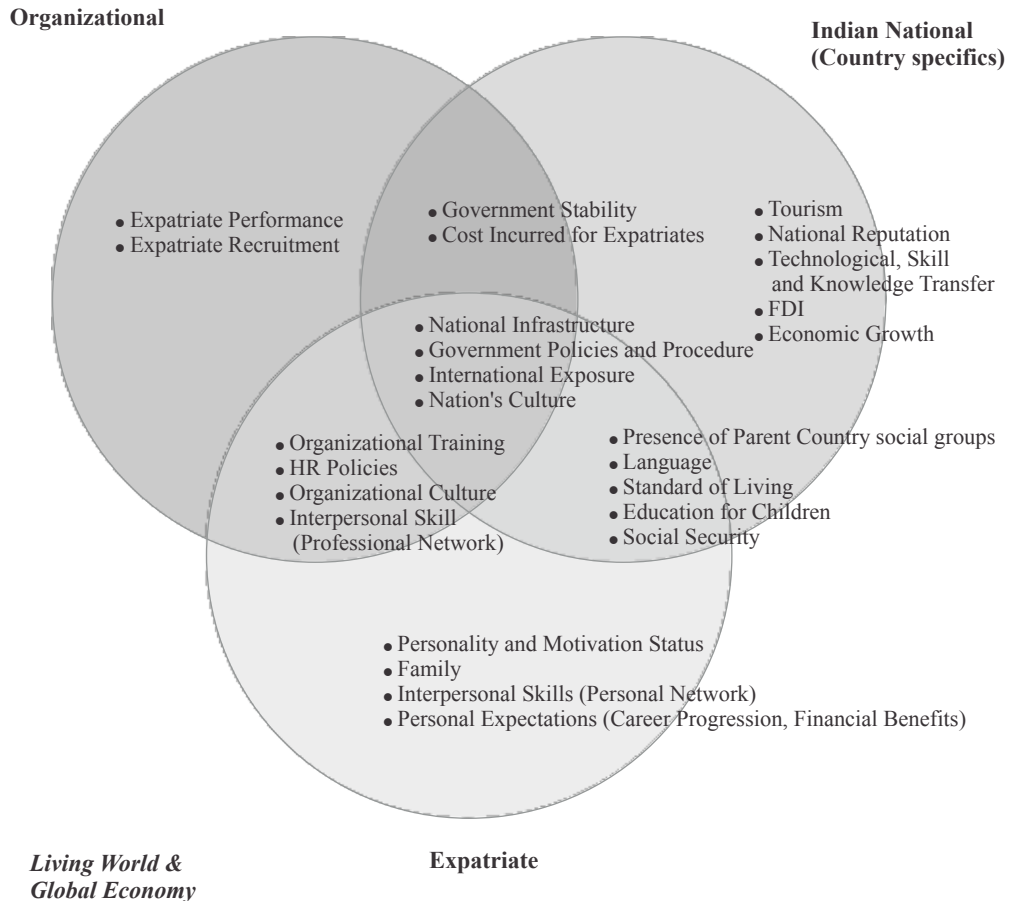 Organizational
Indian National
(Country specifics)
• Expatriate Performance
• Expatriate Recruitment
• Government Stability
• Cost Incurred for Expatriates
• Tourism
• National Reputation
• Technological, Skill
and Knowledge Transfer
• FDI
• Economic Growth
• National Infrastructure
• Government Policies and Procedure
• International Exposure
• Nation's Culture
• Organizational Training
• HR Policies
• Organizational Culture
• Interpersonal Skill
(Professional Network)
• Presence of Parent Country social groups
• Language
• Standard of Living
• Education for Children
• Social Security
• Personality and Motivation Status
• Family
• Interpersonal Skills (Personal Network)
• Personal Expectations (Career Progression, Financial Benefits)
Expatriate
Living World &
Global Economy